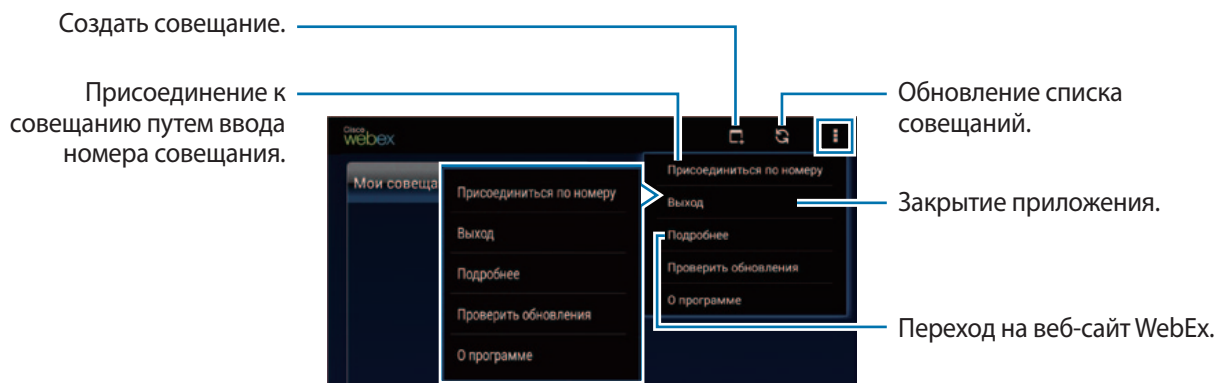 Создать совещание.
Присоединение к
совещанию путем ввода
номера совещания.
Обновление списка
совещаний.
Закрытие приложения.
Переход на веб-сайт WebEx.
Cisco
webex
Мои совеща
Присоединиться по номеру
Выход
Подробнее
Проверить обновления
О программе
Присоединиться по номеру
Выход
Подробнее
Проверить обновления
О программе